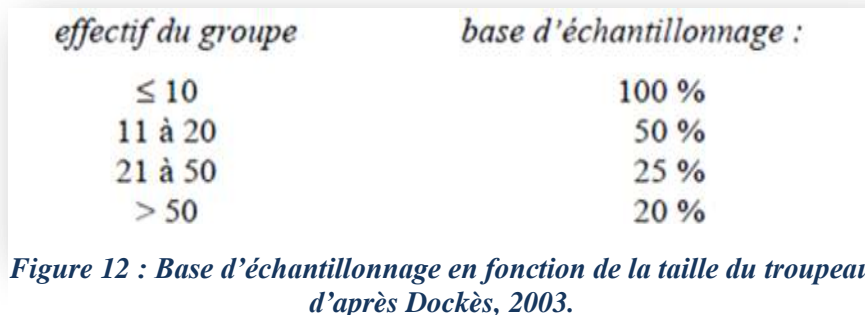 effectif du groupe base d'échantillonnage :
≤ 10 100 %
11 à 20 50 %
21 à 50 25 %
> 50 20 %
Figure 12 : Base d'échantillonnage en fonction de la taille du troupeau
d'après Dockès, 2003.